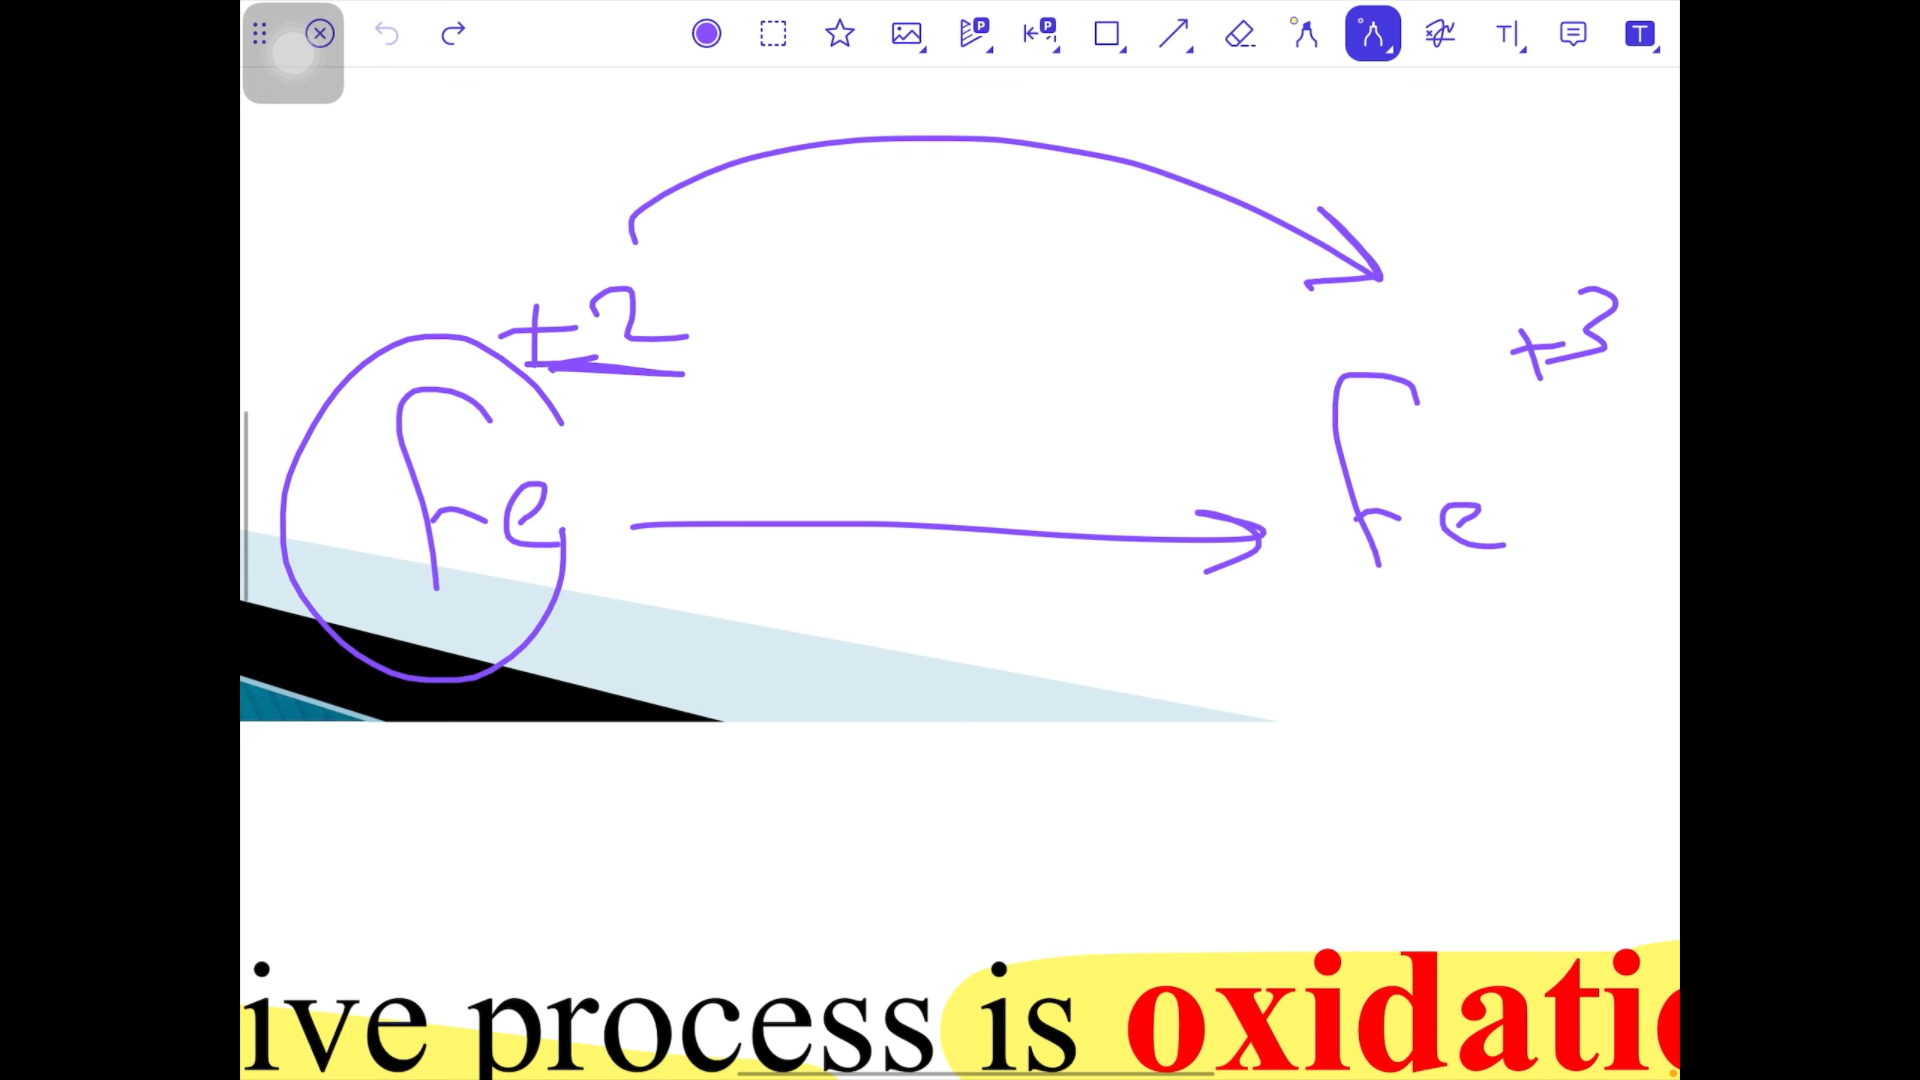 +2
+3
Fe
Fe
ive process is oxidati